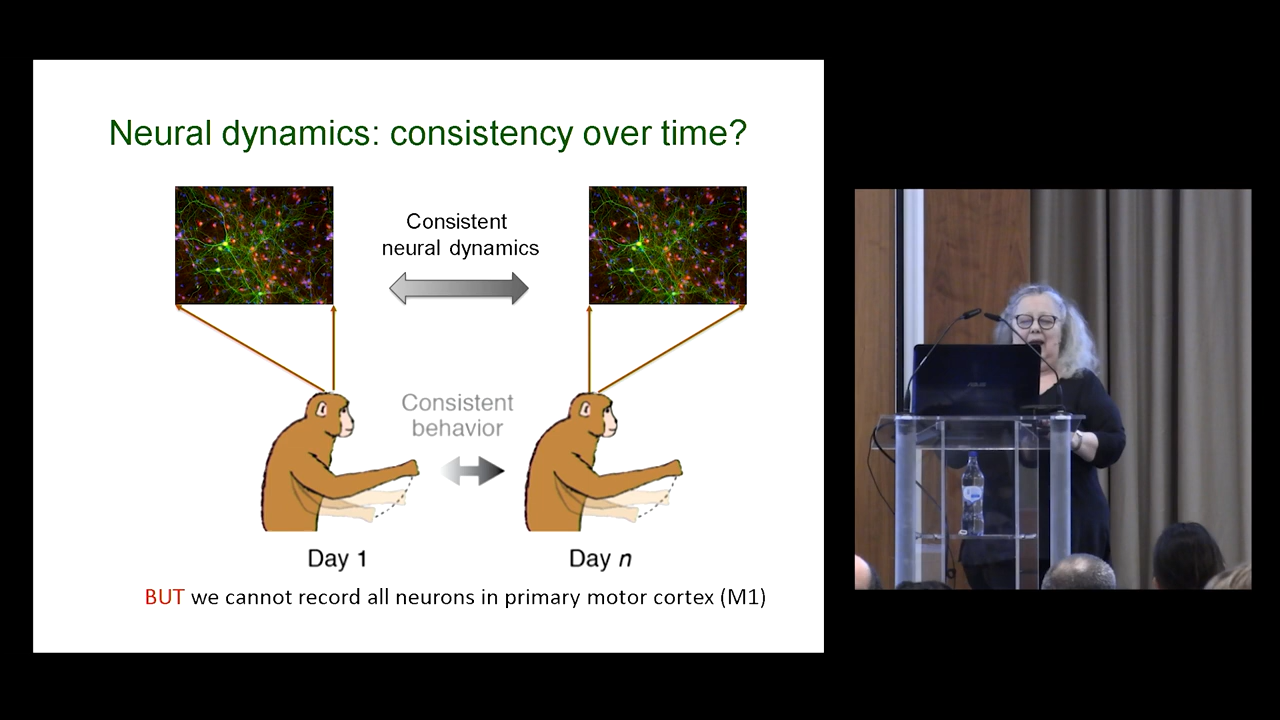 Neural dynamics: consistency over time?
Consistent
neural dynamics
Consistent
behavior
Day 1
Day n
BUT we cannot record all neurons in primary motor cortex (M1)
ASUS